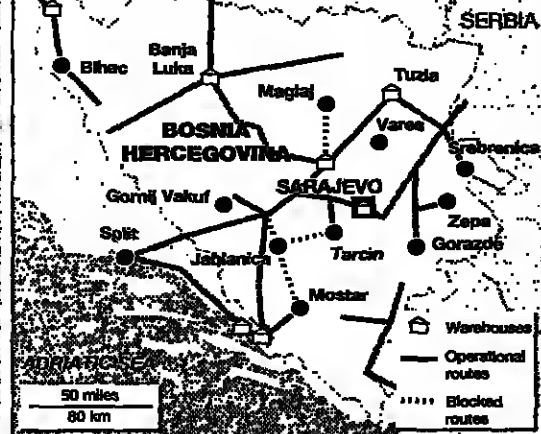 SERBIA
Bihac
Banja
Luka
Maglaj
Tuzla
Vares
BOSNIA
HERCEGOVINA
Srebrenica
SARAJEVO
Gornji Vakuf
Zepa
Split
Jablanica
Tarcin
Gorazde
Mostar
ADRIATIC SEA
Warehouses
Operational
routes
Blocked
routes
50 miles
80 km